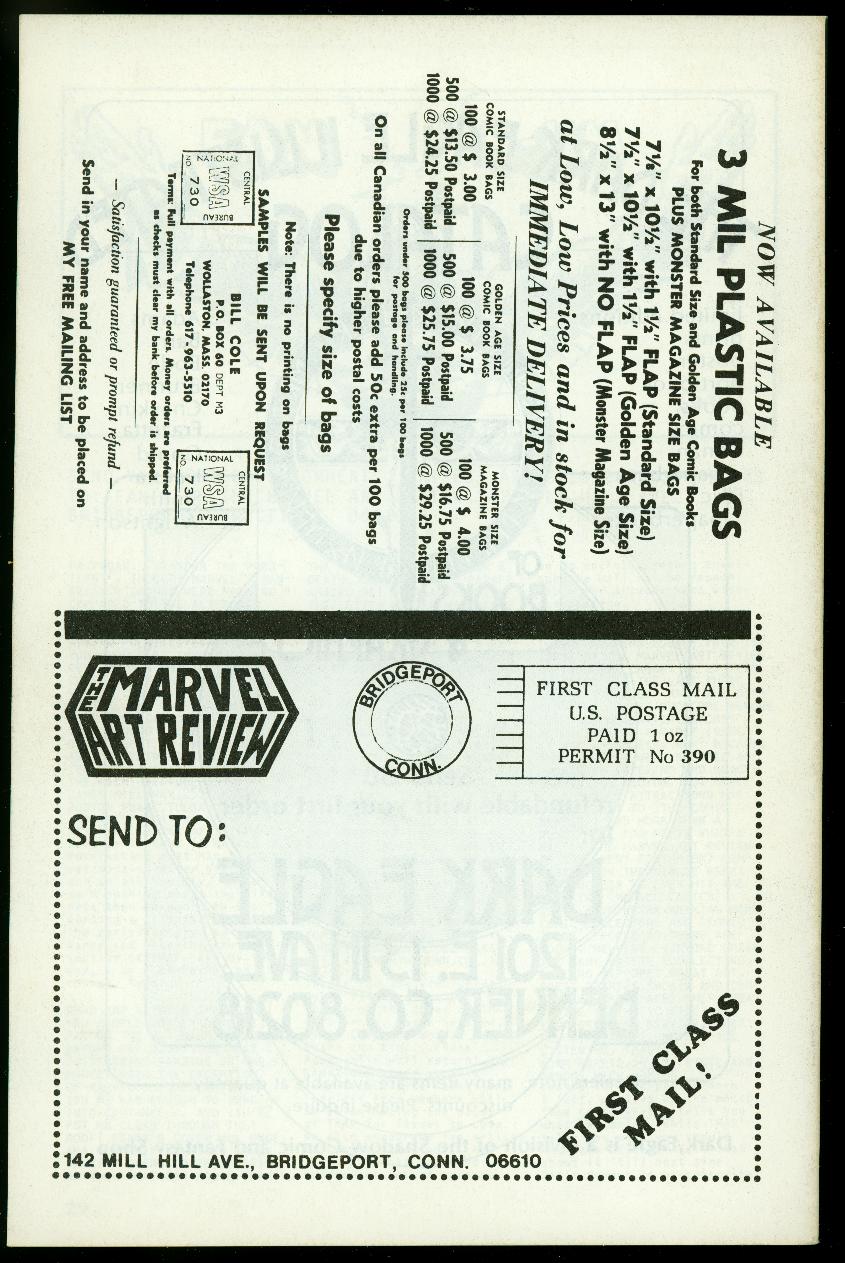 NOW AVAILABLE
3 MIL PLASTIC BAGS
For both Standard Size and Golden Age Comic Books
PLUS MONSTER MAGAZINE SIZE BAGS
7⅛" x 10½" with 1½" FLAP (Standard Size)
7½" x 10½" with 1½" FLAP (Golden Age Size)
8½" x 13" with NO FLAP (Monster Magazine Size)
at Low, Low Prices and in stock for
IMMEDIATE DELIVERY!
STANDARD SIZE
COMIC BOOK BAGS
100 @ $ 3.00
500 @ $13.50 Postpaid
1000 @ $24.25 Postpaid
GOLDEN AGE SIZE
COMIC BOOK BAGS
100 @ $ 3.75
500 @ $15.00 Postpaid
1000 @ $25.75 Postpaid
MONSTER SIZE
MAGAZINE BAGS
100 @ $ 4.00
500 @ $16.75 Postpaid
1000 @ $29.25 Postpaid
Orders under 500 bags please include 25c per 100 bags
for postage and handling.
On all Canadian orders please add 50c extra per 100 bags
due to higher postal costs
Please specify size of bags
Note: There is no printing on bags
SAMPLES WILL BE SENT UPON REQUEST
CENTRAL
NATIONAL
WSA
BUREAU
NO. 730
BILL COLE
P.O. BOX 60 DEPT M3
WOLLASTON, MASS. 02170
Telephone 617-963-5510
CENTRAL
NATIONAL
WSA
BUREAU
NO. 730
Terms: Full payment with all orders. Money orders are preferred
as checks must clear my bank before order is shipped.
— Satisfaction guaranteed or prompt refund —
Send in your name and address to be placed on
MY FREE MAILING LIST
THE MARVEL
ART REVIEW
BRIDGEPORT
CONN.
FIRST CLASS MAIL
U.S. POSTAGE
PAID 1 oz
PERMIT No 390
SEND TO:
FIRST CLASS
MAIL!
142 MILL HILL AVE., BRIDGEPORT, CONN. 06610